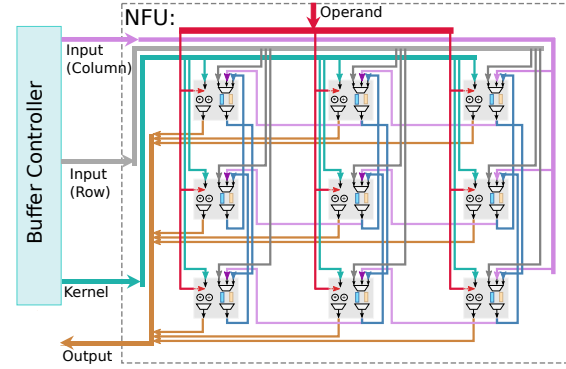 NFU:
Operand
Input
(Column)
Input
(Row)
Buffer Controller
Kernel
Output